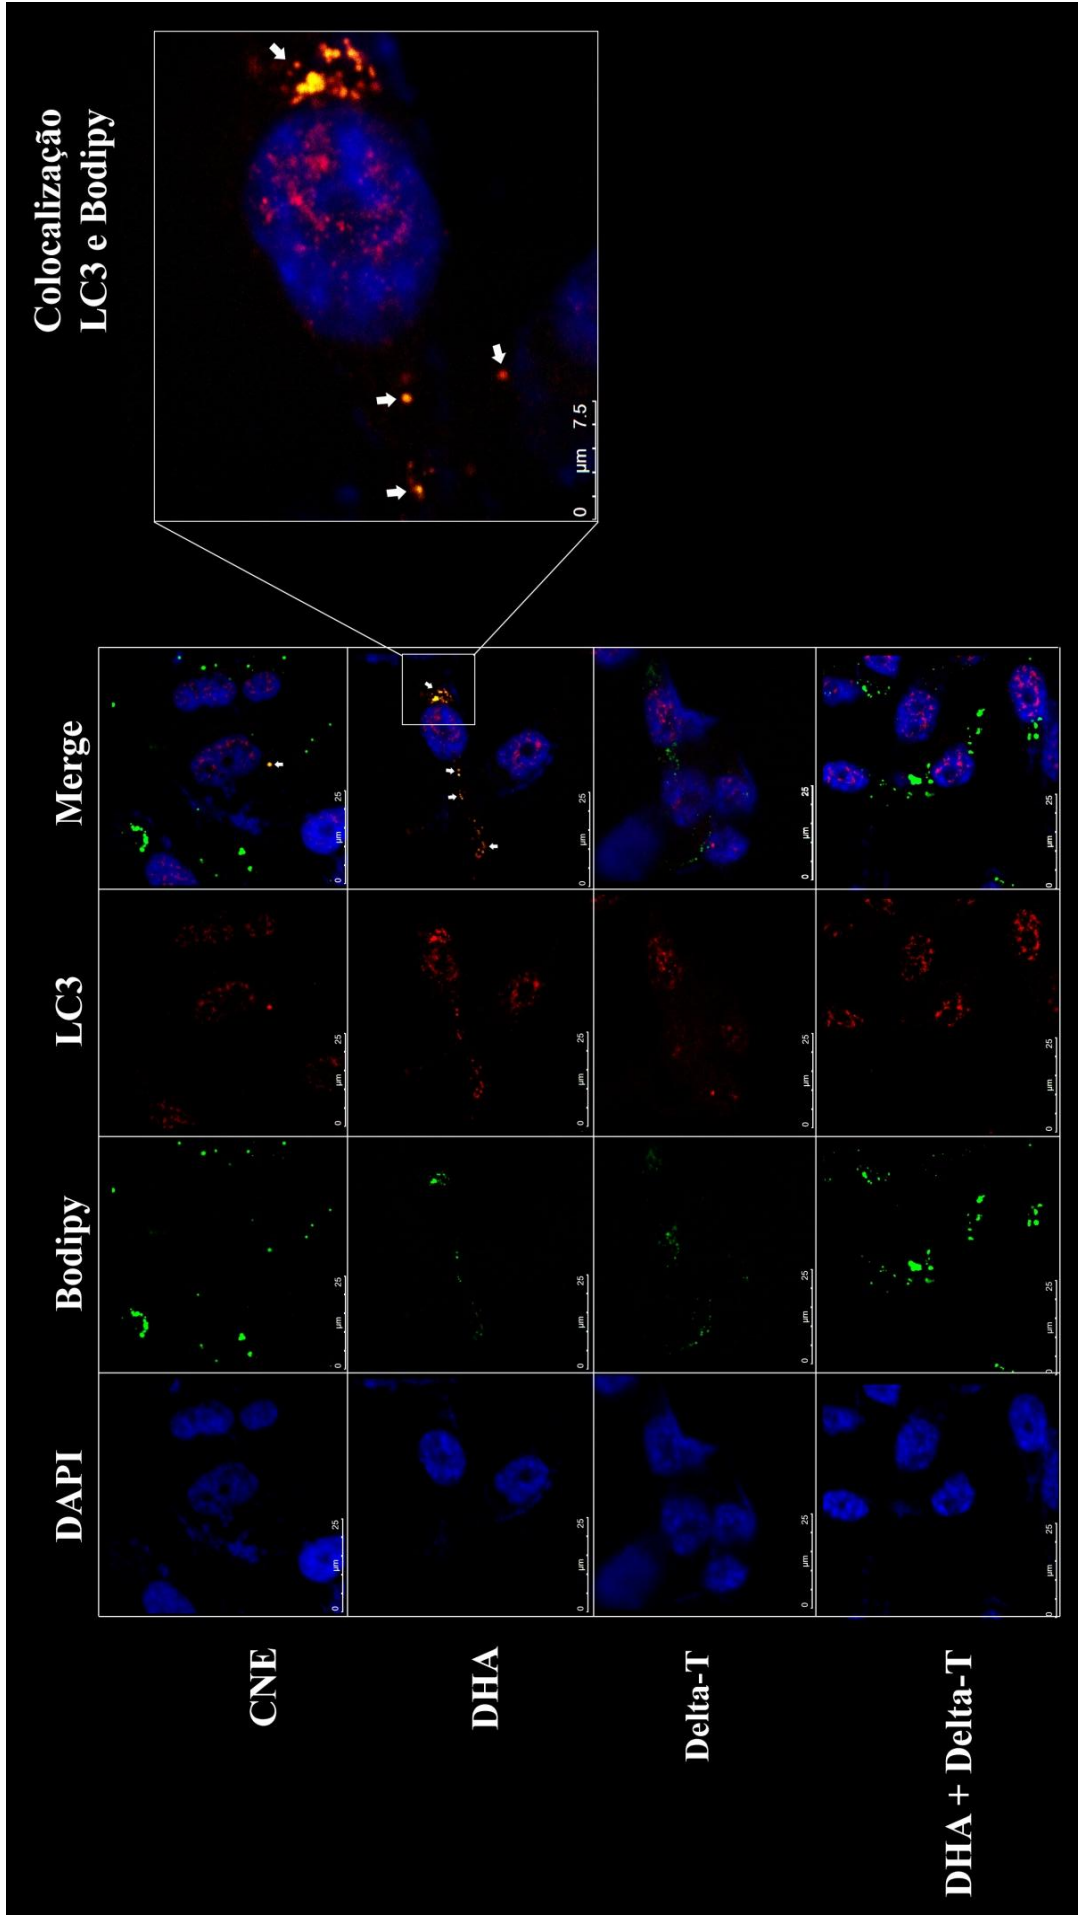 DAPI
Bodipy
LC3
Merge
Colocalização
LC3 e Bodipy
CNE
0 µm 25
0 µm 25
0 µm 25
0 µm 25
DHA
0 µm 25
0 µm 25
0 µm 25
0 µm 25
0 µm 7.5
Delta-T
0 µm 25
0 µm 25
0 µm 25
0 µm 25
DHA + Delta-T
0 µm 25
0 µm 25
0 µm 25
0 µm 25